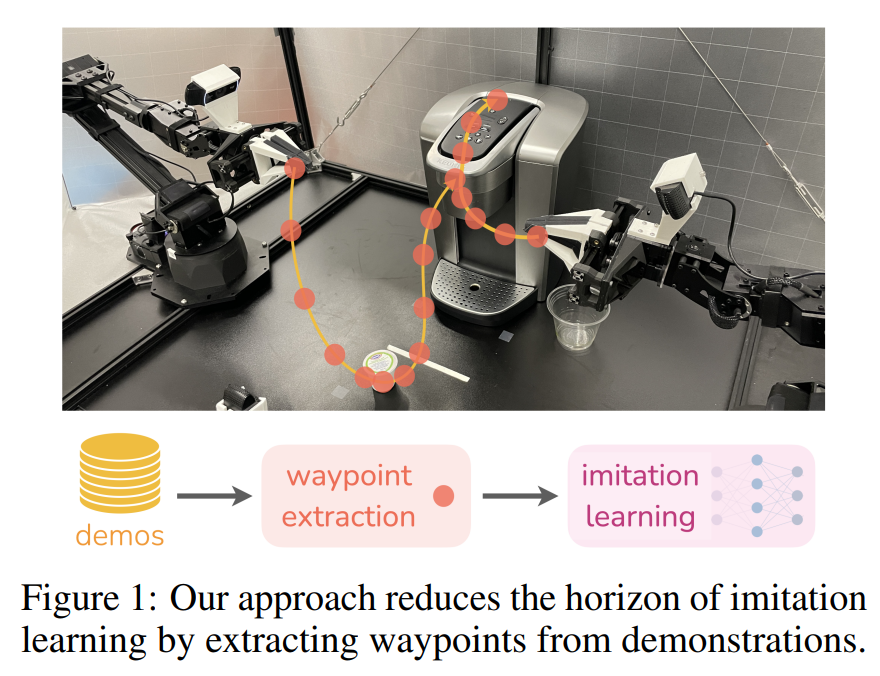 demos
waypoint
extraction
imitation
learning
Figure 1: Our approach reduces the horizon of imitation
learning by extracting waypoints from demonstrations.